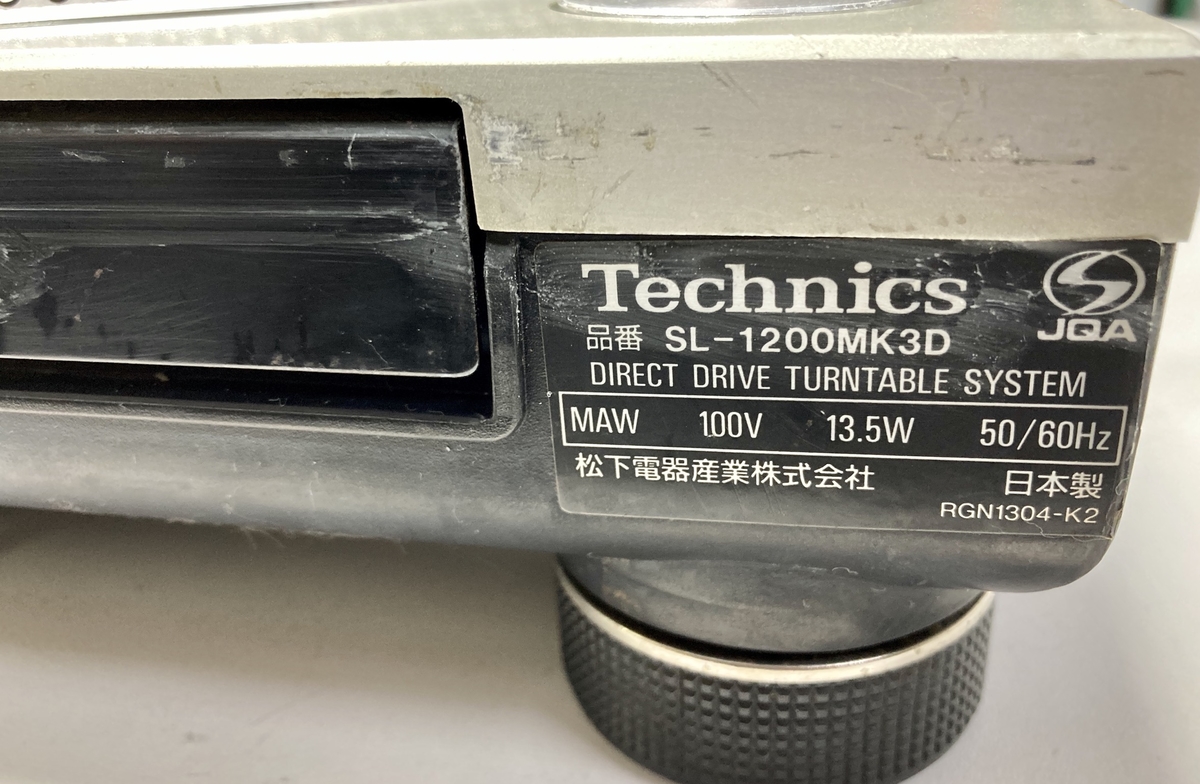 Technics
JQA
品番 SL-1200MK3D
DIRECT DRIVE TURNTABLE SYSTEM
MAW 100V 13.5W 50/60Hz
松下電器産業株式会社 日本製
RGN1304-K2